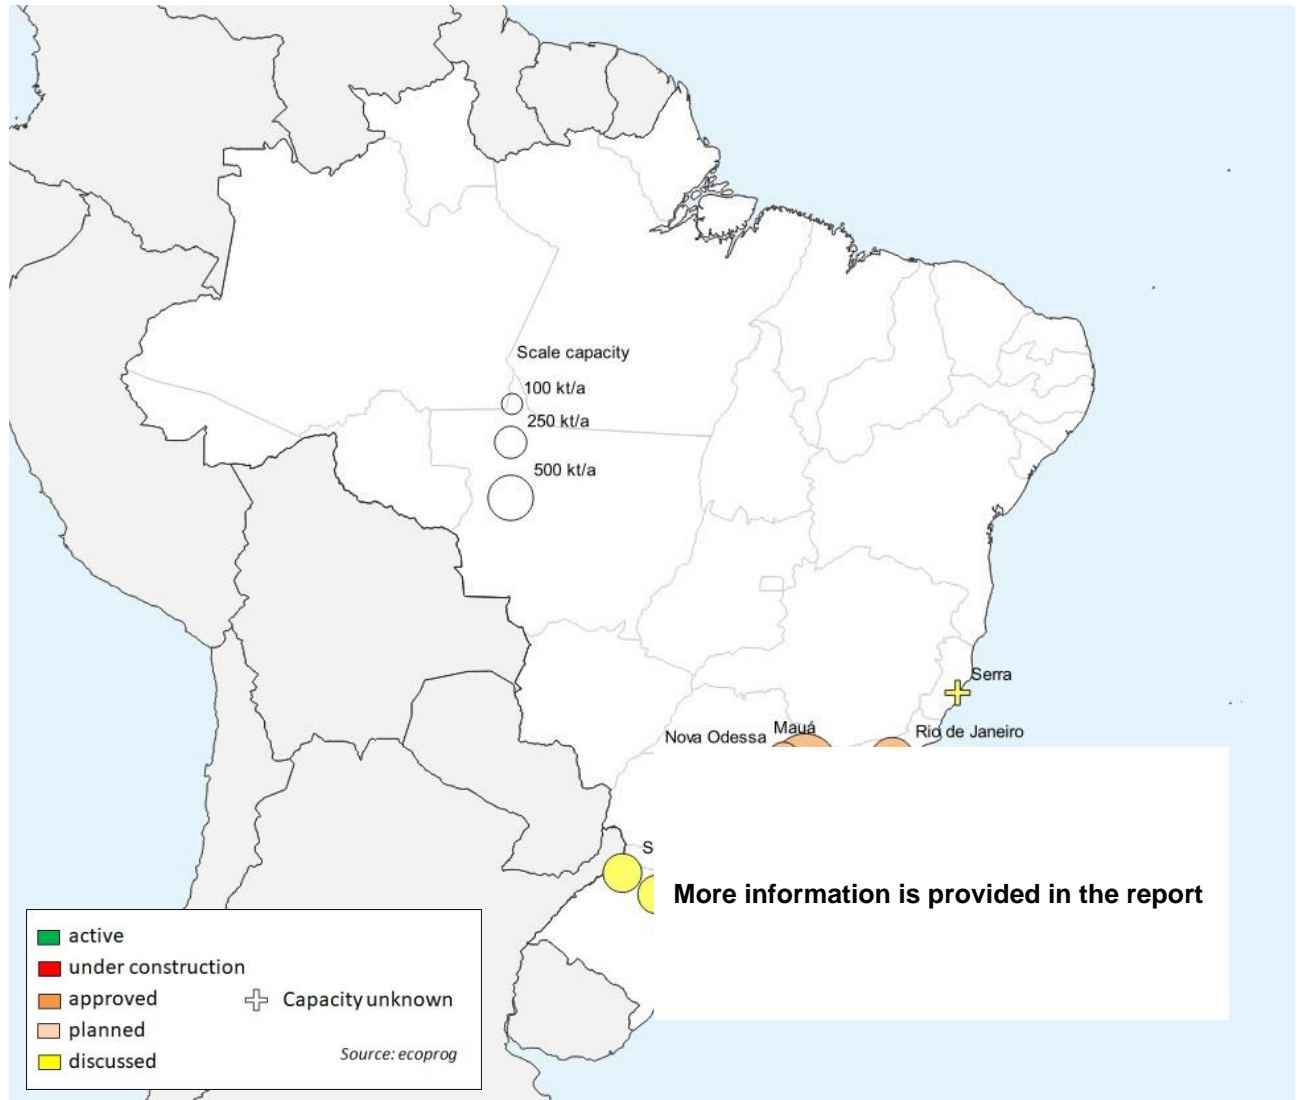 Scale capacity
100 kt/a
250 kt/a
500 kt/a
Serra
Nova Odessa
Mauá
Rio de Janeiro
S
More information is provided in the report
active
under construction
approved
Capacity unknown
planned
discussed
Source: ecoprog